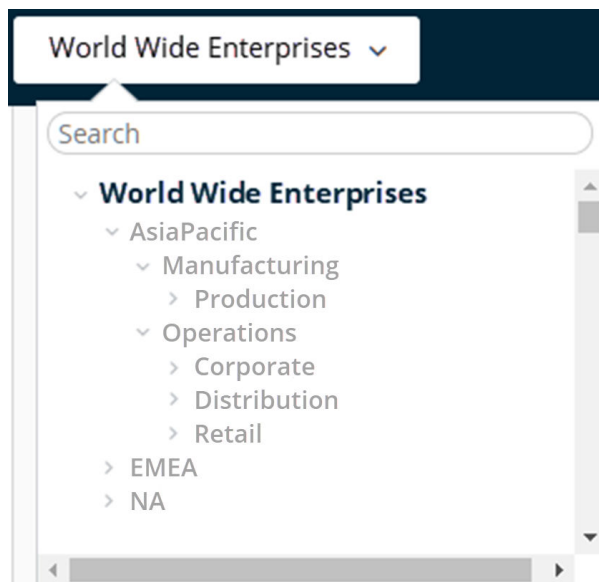 World Wide Enterprises
Search
World Wide Enterprises
AsiaPacific
Manufacturing
Production
Operations
Corporate
Distribution
Retail
EMEA
NA